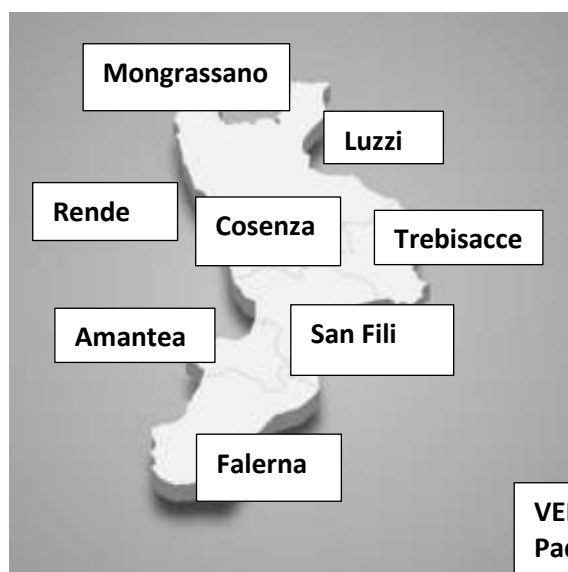 Mongrassano
Luzzi
Rende
Cosenza
Trebisacce
Amantea
San Fili
Falerna